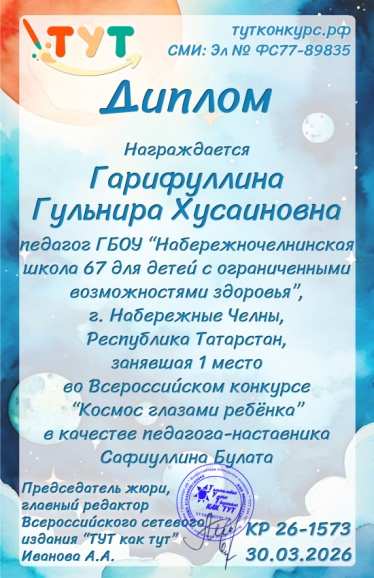 ТУТ
тутконкурс.рф
СМИ: Эл № ФС77-89835
Диплом
Награждается
Гарифуллина
Гульнира Хусаиновна
педагог ГБОУ “Набережночелнинская
школа 67 для детей с ограниченными
возможностями здоровья”,
г. Набережные Челны,
Республика Татарстан,
занявшая 1 место
во Всероссийском конкурсе
“Космос глазами ребёнка”
в качестве педагога-наставника
Сафиуллина Булата
Председатель жюри,
главный редактор
Всероссийского сетевого
издания “ТУТ как тут”
Иванова А.А.
КАК ТУТ
КР 26-1573
30.03.2026